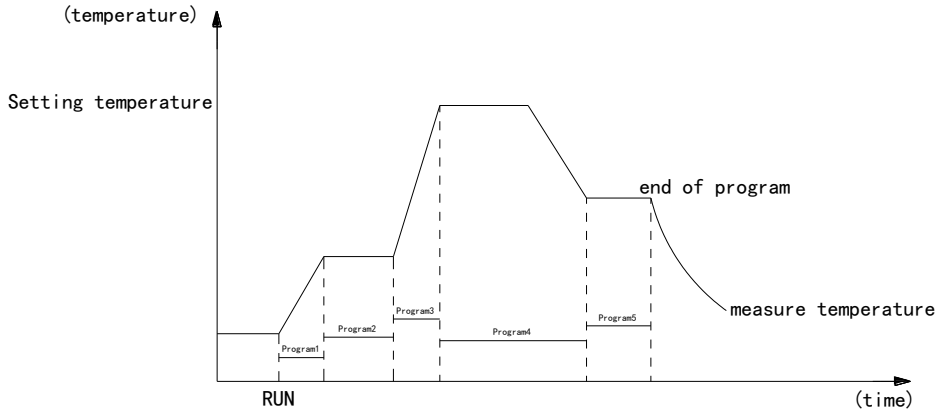 (temperature)
Setting temperature
end of program
measure temperature
Program1
Program2
Program3
Program4
Program5
RUN
(time)